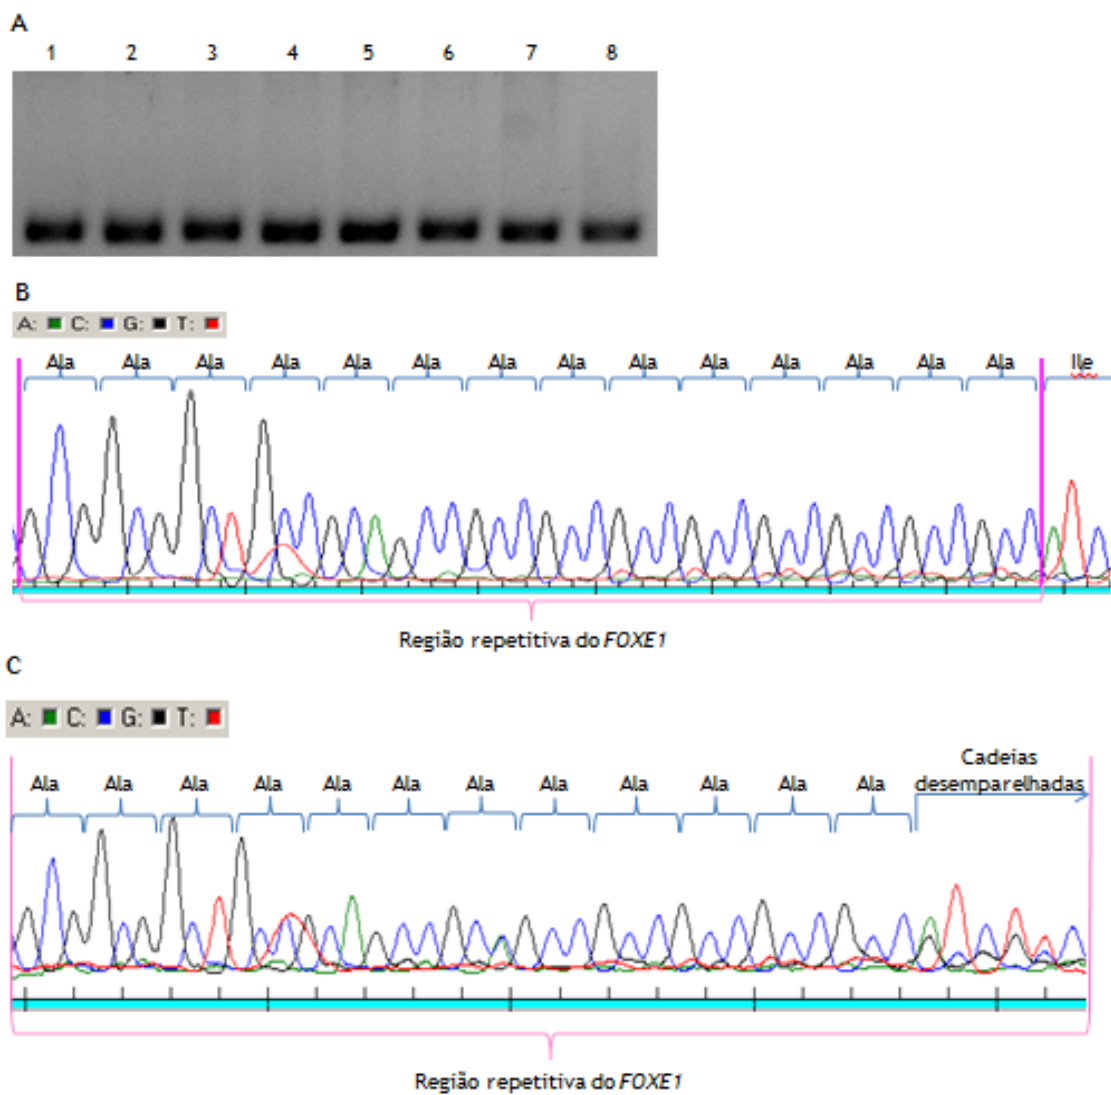 A
1 2 3 4 5 6 7 8
B
A: C: G: T:
Ala Ala Ala Ala Ala Ala Ala Ala Ala Ala Ala Ala Ala Ala Ile
Região repetitiva do FOXE1
C
A: C: G: T:
Cadeias
Ala Ala Ala Ala Ala Ala Ala Ala Ala Ala Ala Ala desemparelhadas
Região repetitiva do FOXE1